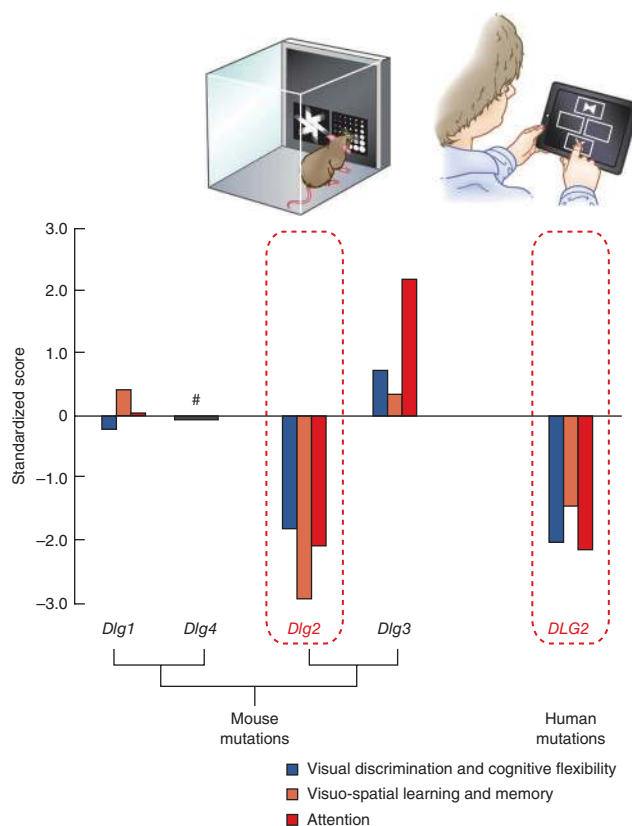 3.0
2.0
1.0
0
–1.0
–2.0
–3.0
Standardized score
#
Dlg1 Dlg4 Dlg2 Dlg3 DLG2
Mouse
mutations
Human
mutations
Visual discrimination and cognitive flexibility
Visuo-spatial learning and memory
Attention